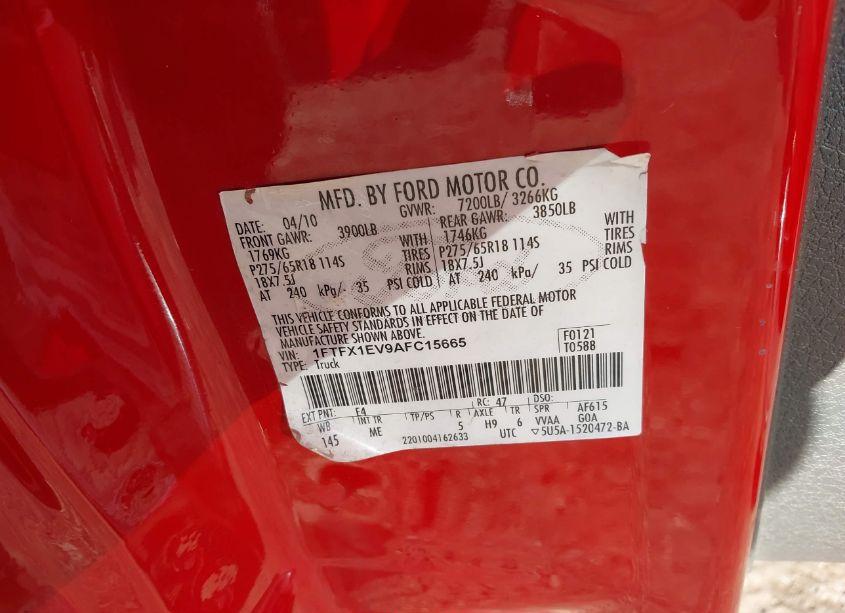 MFD. BY FORD MOTOR CO.
DATE: 04/10 GVWR: 7200LB/ 3266KG
FRONT GAWR: 3900LB REAR GAWR: 3850LB
1769KG WITH 1746KG WITH
P275/65R18 114S TIRES P275/65R18 114S TIRES
18X7.5J RIMS 18X7.5J RIMS
AT 240 kPa/ 35 PSI COLD AT 240 kPa/ 35 PSI COLD
THIS VEHICLE CONFORMS TO ALL APPLICABLE FEDERAL MOTOR
VEHICLE SAFETY STANDARDS IN EFFECT ON THE DATE OF
MANUFACTURE SHOWN ABOVE.
VIN: 1FTFX1EV9AFC15665 F0121
TYPE: Truck T0588
EXT PNT: E4 RC: 47 DSO:
WB INT TR TP/PS R AXLE TR SPR AF615
145 ME 5 H9 6 VVAA GOA
2201004162633 UTC ▽5U5A-1520472-BA